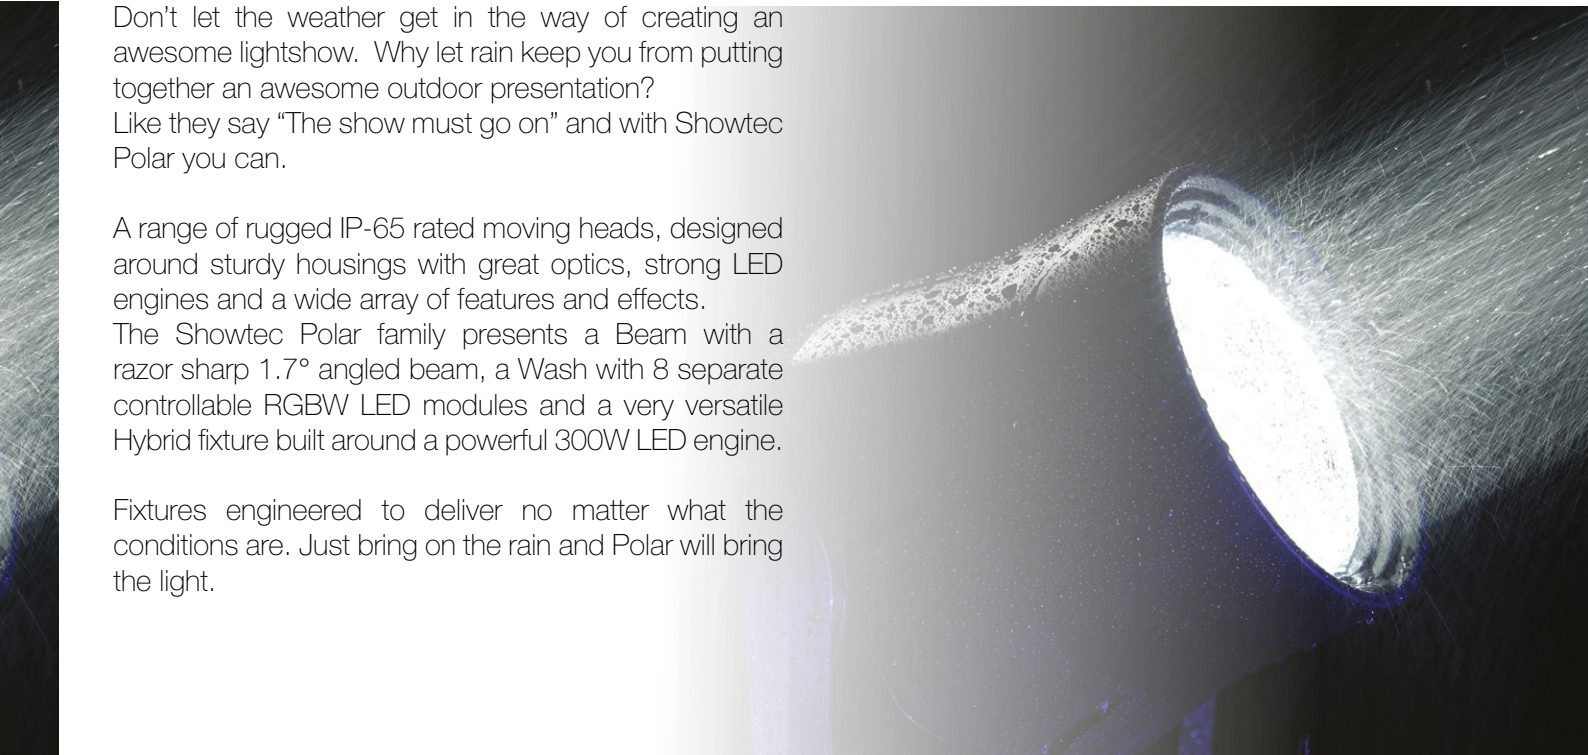 Don’t let the weather get in the way of creating an
awesome lightshow.  Why let rain keep you from putting
together an awesome outdoor presentation?
Like they say “The show must go on” and with Showtec
Polar you can.
A range of rugged IP-65 rated moving heads, designed
around sturdy housings with great optics, strong LED
engines and a wide array of features and effects.
The Showtec Polar family presents a Beam with a
razor sharp 1.7° angled beam, a Wash with 8 separate
controllable RGBW LED modules and a very versatile
Hybrid fixture built around a powerful 300W LED engine.
Fixtures engineered to deliver no matter what the
conditions are. Just bring on the rain and Polar will bring
the light.